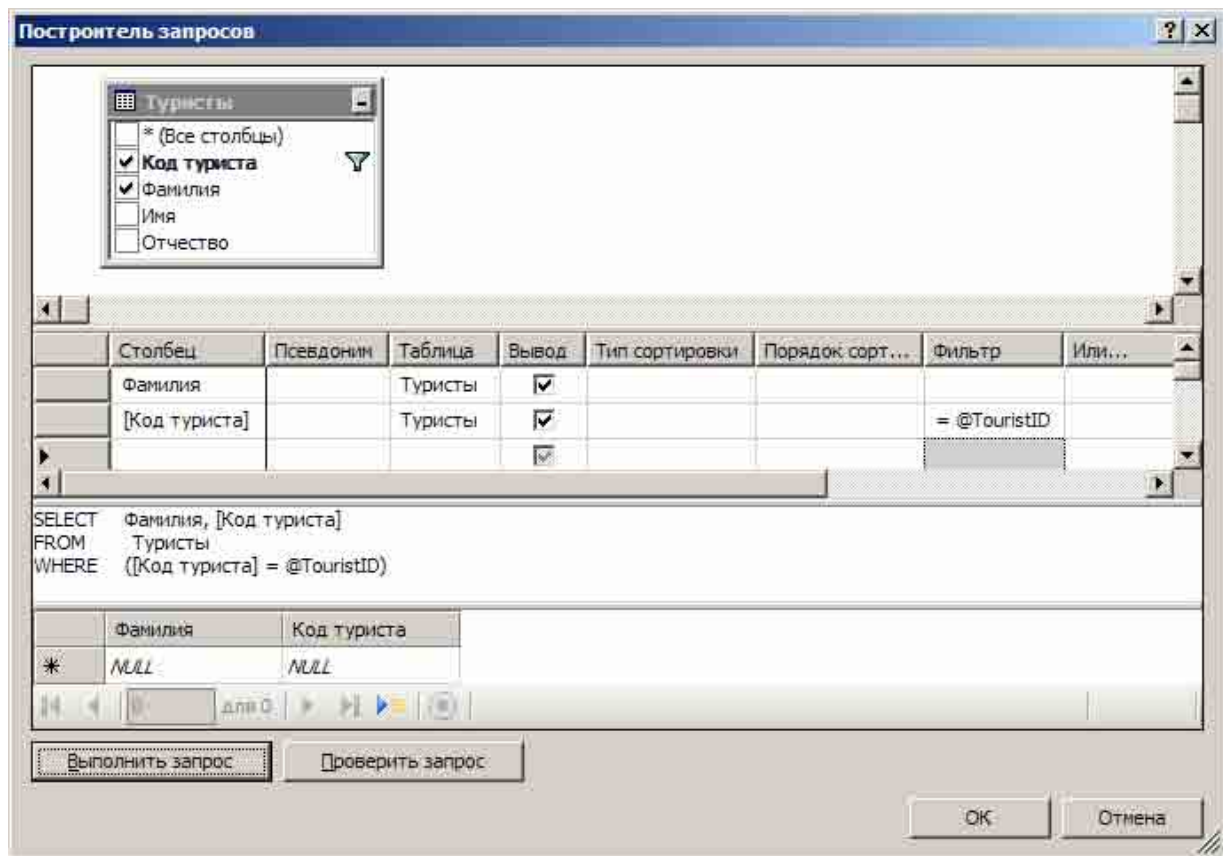 Построитель запросов
Туристы
* (Все столбцы)
Код туриста
Фамилия
Имя
Отчество
Столбец Псевдоним Таблица Вывод Тип сортировки Порядок сорт... Фильтр Или...
Фамилия Туристы
[Код туриста] Туристы = @TouristID
SELECT Фамилия, [Код туриста]
FROM Туристы
WHERE ([Код туриста] = @TouristID)
Фамилия Код туриста
NULL NULL
0 для 0
Выполнить запрос Проверить запрос
ОК Отмена